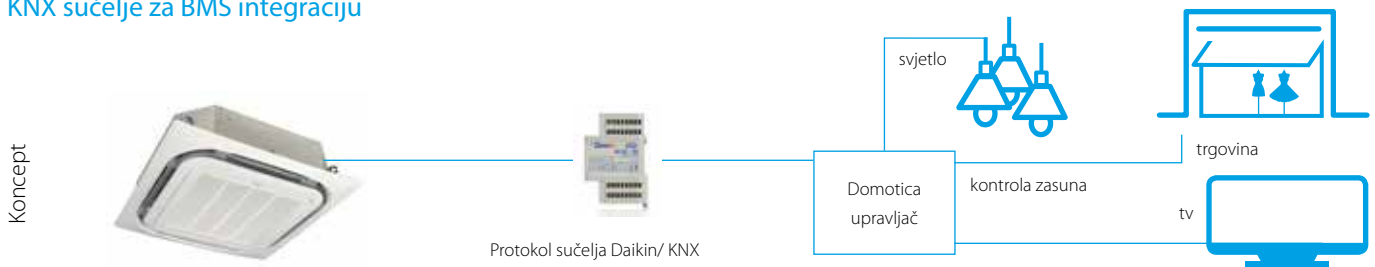 KNX sučelje za BMS integraciju
svjetlo
Koncept
trgovina
Domotica
upravljač
kontrola zasuna
tv
Protokol sučelja Daikin/ KNX